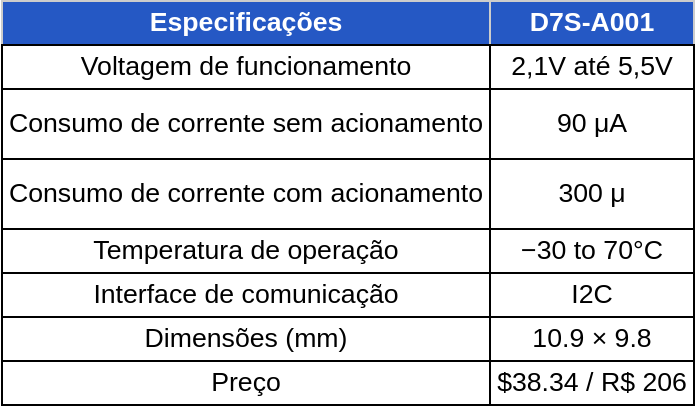 Especificações D7S-A001
Voltagem de funcionamento 2,1V até 5,5V
Consumo de corrente sem acionamento 90 μA
Consumo de corrente com acionamento 300 μ
Temperatura de operação −30 to 70°C
Interface de comunicação I2C
Dimensões (mm) 10.9 × 9.8
Preço $38.34 / R$ 206